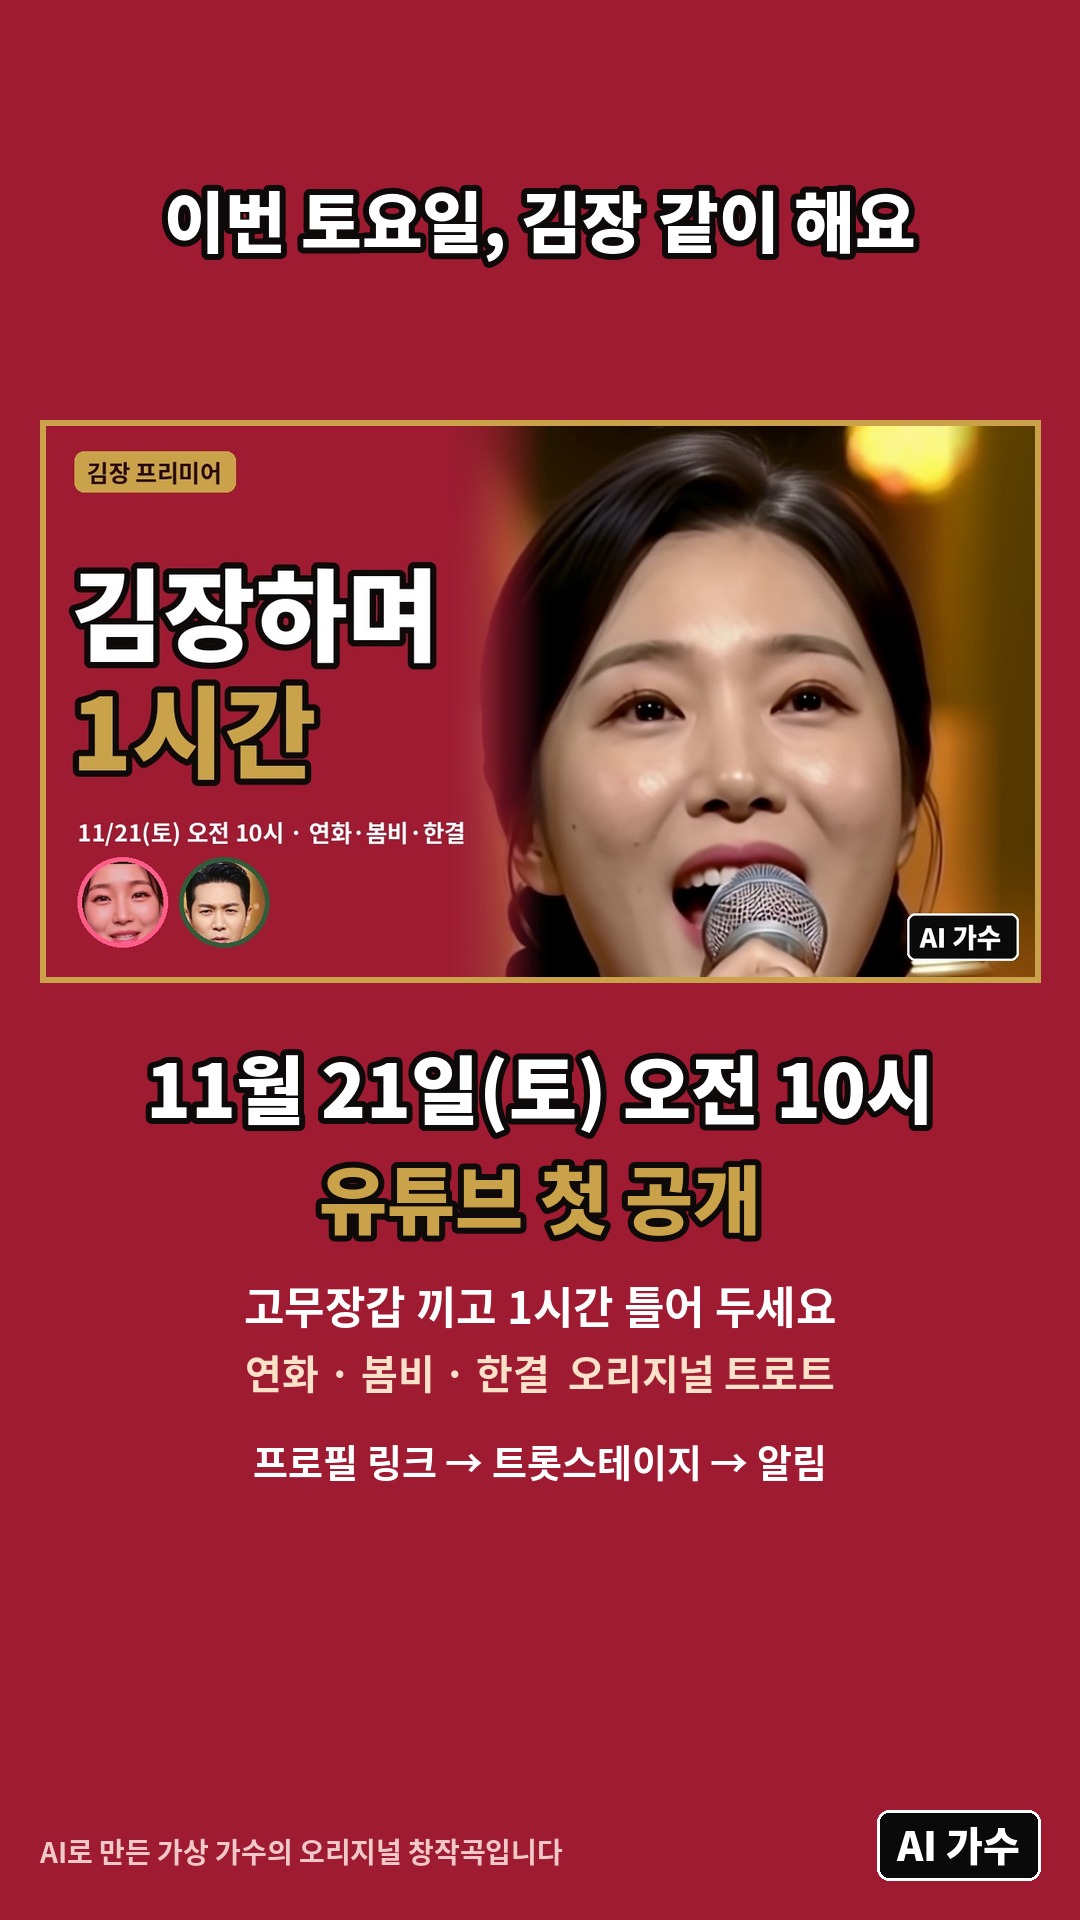 이번 토요일, 김장 같이 해요
김장 프리미어
김장하며
1시간
11/21(토) 오전 10시 · 연화·봄비·한결
AI 가수
11월 21일(토) 오전 10시
유튜브 첫 공개
고무장갑 끼고 1시간 틀어 두세요
연화 · 봄비 · 한결 오리지널 트로트
프로필 링크 → 트롯스테이지 → 알림
AI로 만든 가상 가수의 오리지널 창작곡입니다
AI 가수